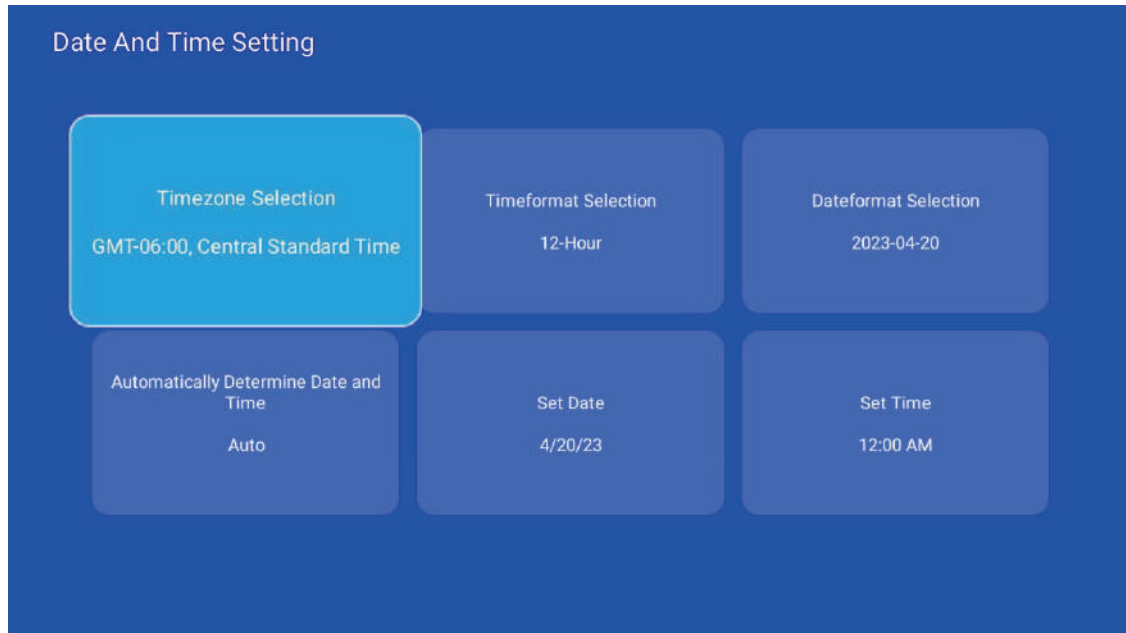 Date And Time Setting
Timezone Selection
GMT-06:00, Central Standard Time
Timeformat Selection
12-Hour
Dateformat Selection
2023-04-20
Automatically Determine Date and
Time
Auto
Set Date
4/20/23
Set Time
12:00 AM